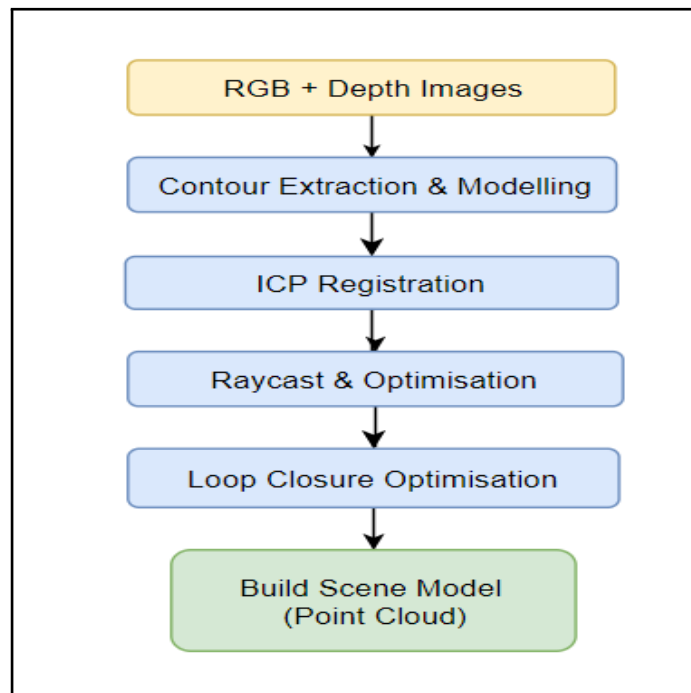 RGB + Depth Images
Contour Extraction & Modelling
ICP Registration
Raycast & Optimisation
Loop Closure Optimisation
Build Scene Model
(Point Cloud)